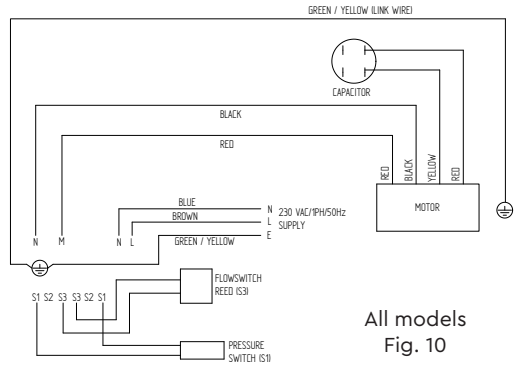 GREEN / YELLOW (LINK WIRE)
CAPACITOR
BLACK
RED
RED
BLACK
YELLOW
RED
MOTOR
BLUE
N
230 VAC/1PH/50Hz
BROWN
L
SUPPLY
N
M
N L
GREEN / YELLOW
E
S1 S2 S3 S3 S2 S1
FLOWSWITCH
REED (S3)
PRESSURE
SWITCH (S1)
All models
Fig. 10